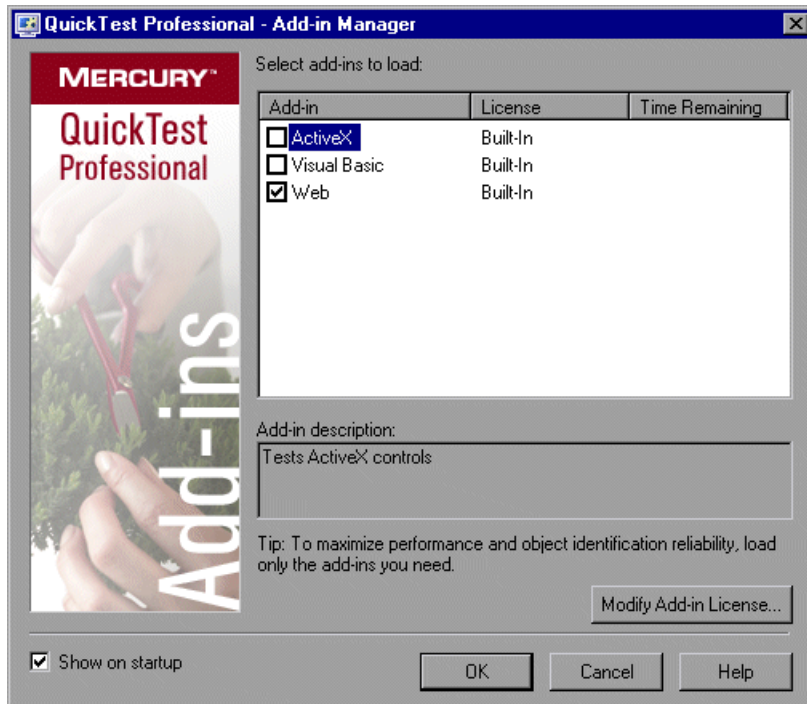 QuickTest Professional - Add-in Manager
MERCURY™
QuickTest
Professional
Add-ins
Select add-ins to load:
Add-in License Time Remaining
ActiveX Built-In
Visual Basic Built-In
Web Built-In
Add-in description:
Tests ActiveX controls
Tip: To maximize performance and object identification reliability, load
only the add-ins you need.
Modify Add-in License...
Show on startup
OK Cancel Help